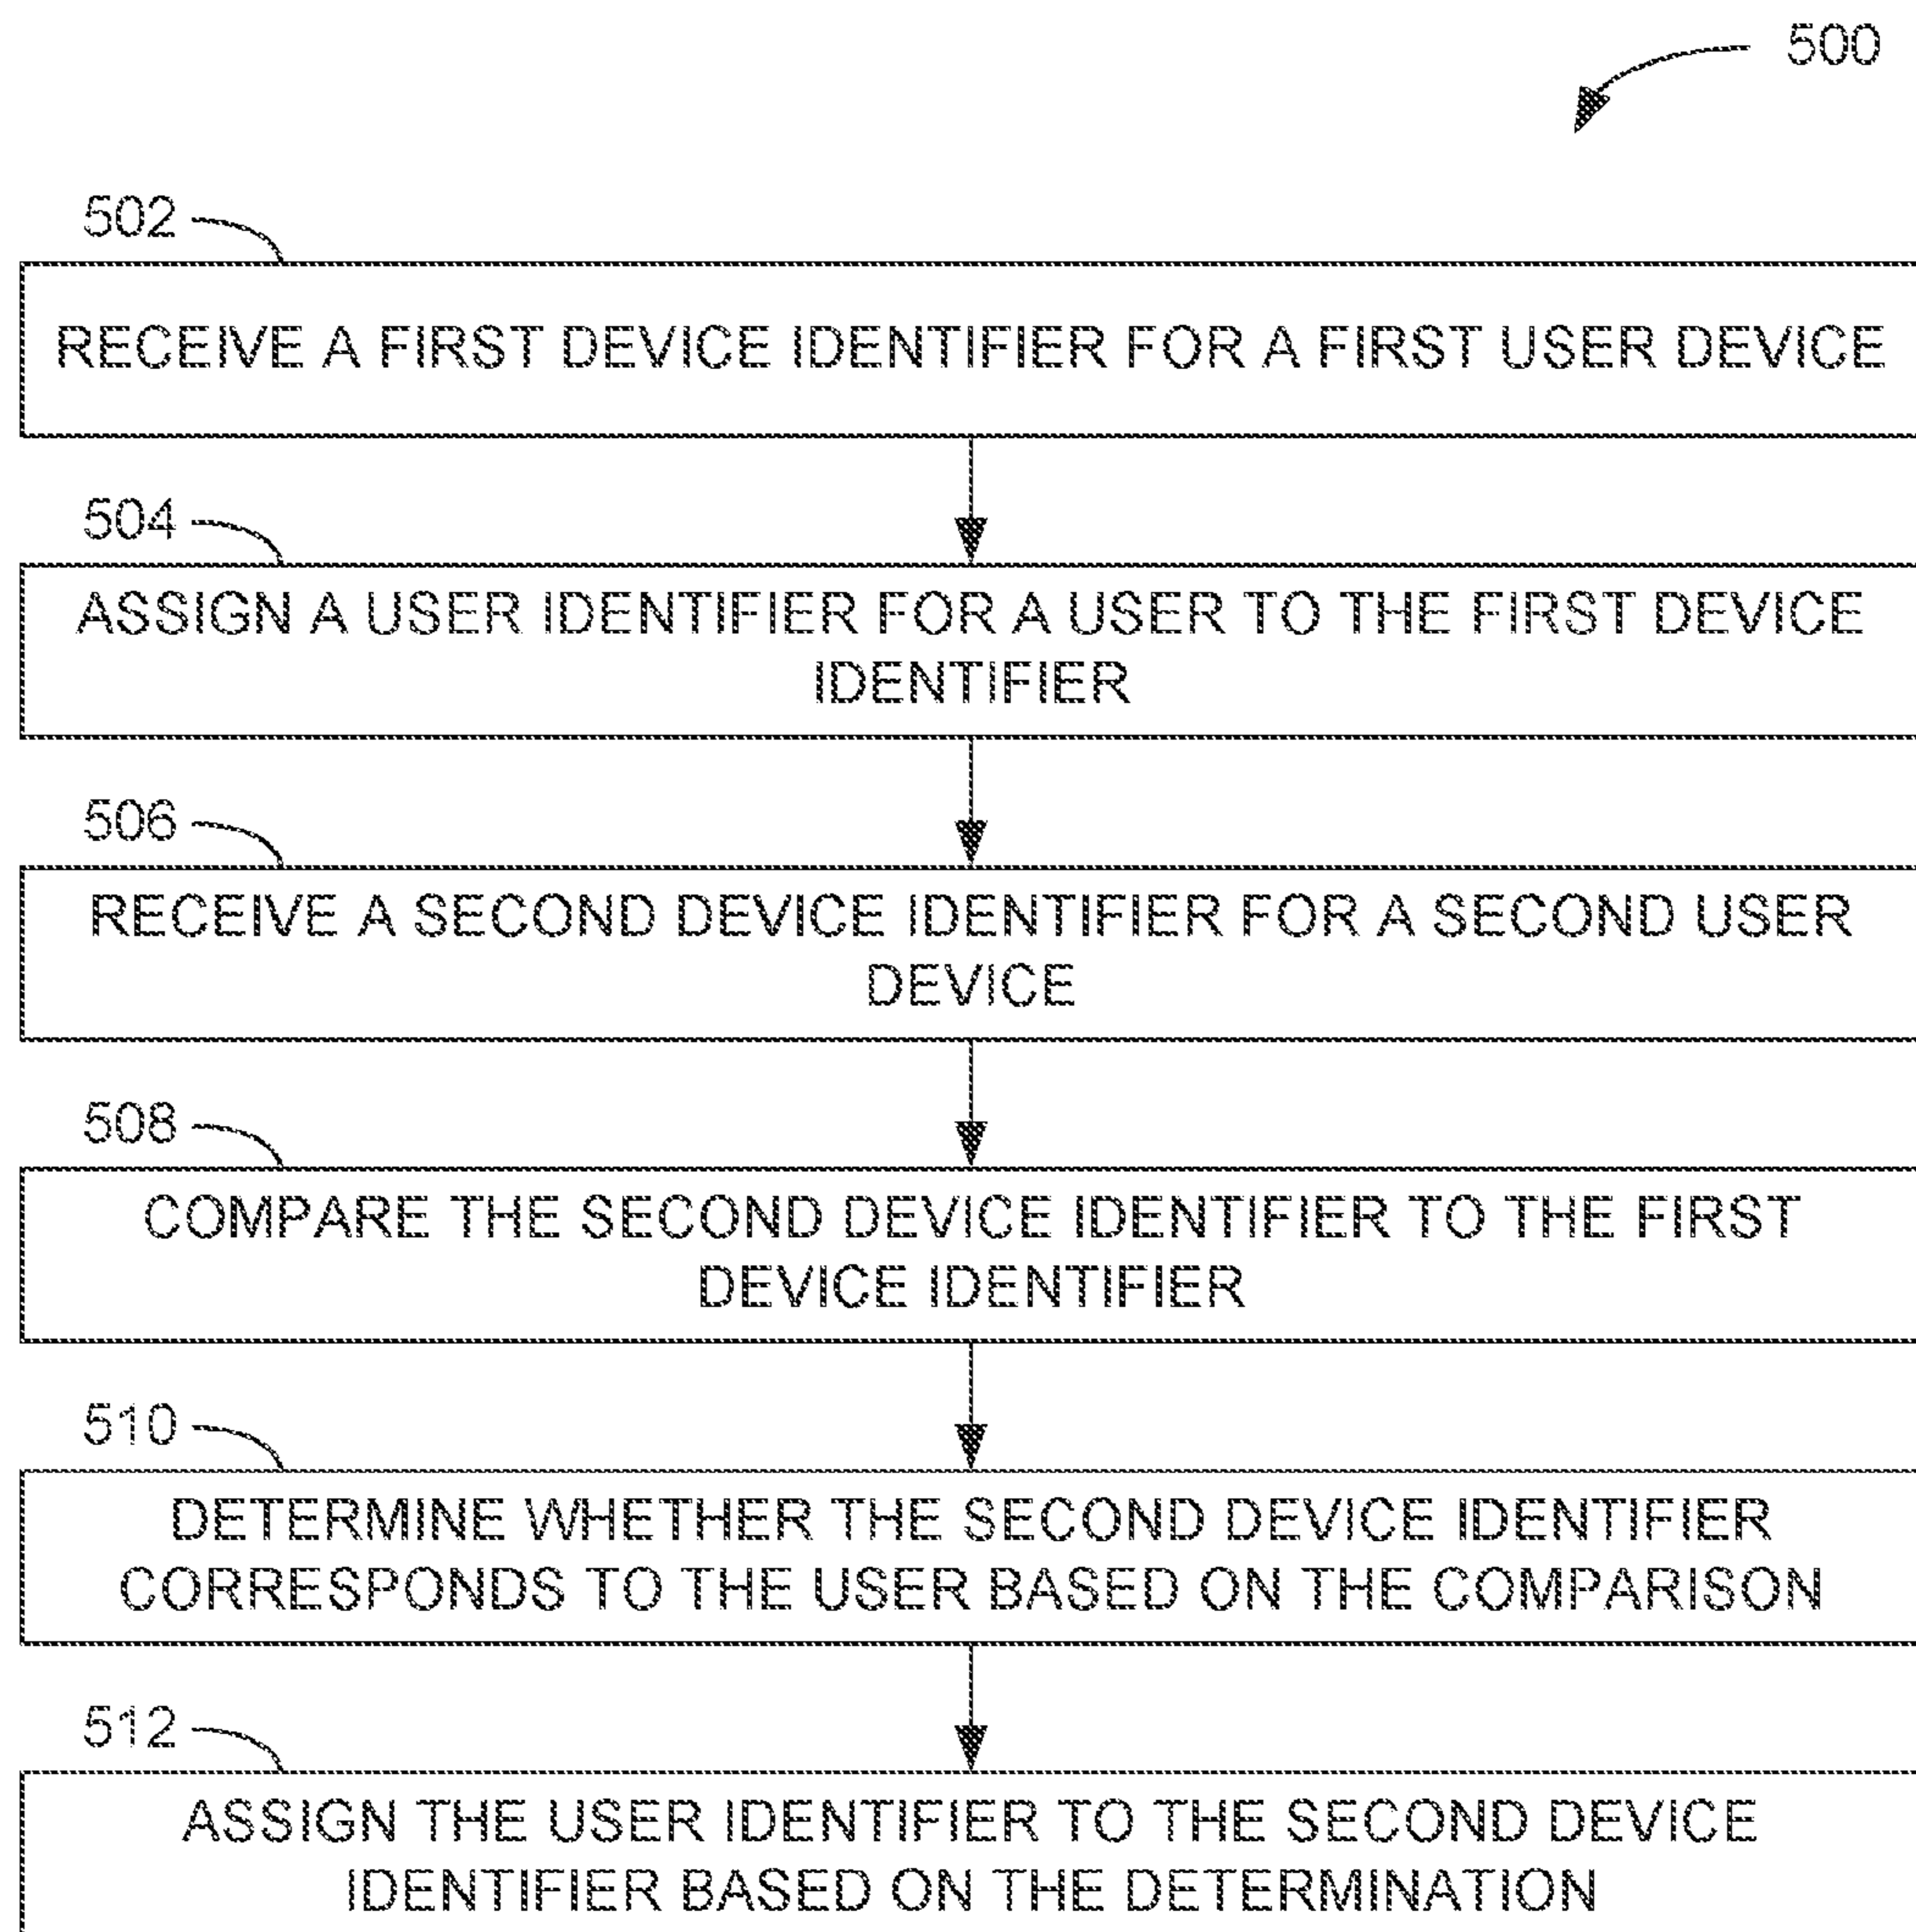 500
502
RECEIVE A FIRST DEVICE IDENTIFIER FOR A FIRST USER DEVICE
504
ASSIGN A USER IDENTIFIER FOR A USER TO THE FIRST DEVICE
IDENTIFIER
506
RECEIVE A SECOND DEVICE IDENTIFIER FOR A SECOND USER
DEVICE
508
COMPARE THE SECOND DEVICE IDENTIFIER TO THE FIRST
DEVICE IDENTIFIER
510
DETERMINE WHETHER THE SECOND DEVICE IDENTIFIER
CORRESPONDS TO THE USER BASED ON THE COMPARISON
512
ASSIGN THE USER IDENTIFIER TO THE SECOND DEVICE
IDENTIFIER BASED ON THE DETERMINATION